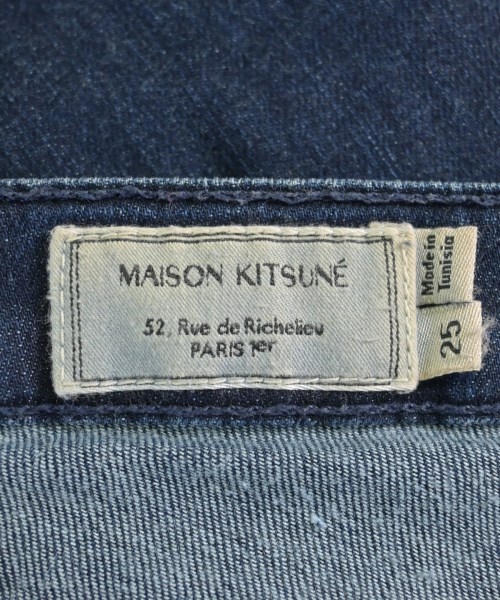 MAISON KITSUNÉ
52, Rue de Richelieu
PARIS 1er
Made in
Tunisia
25